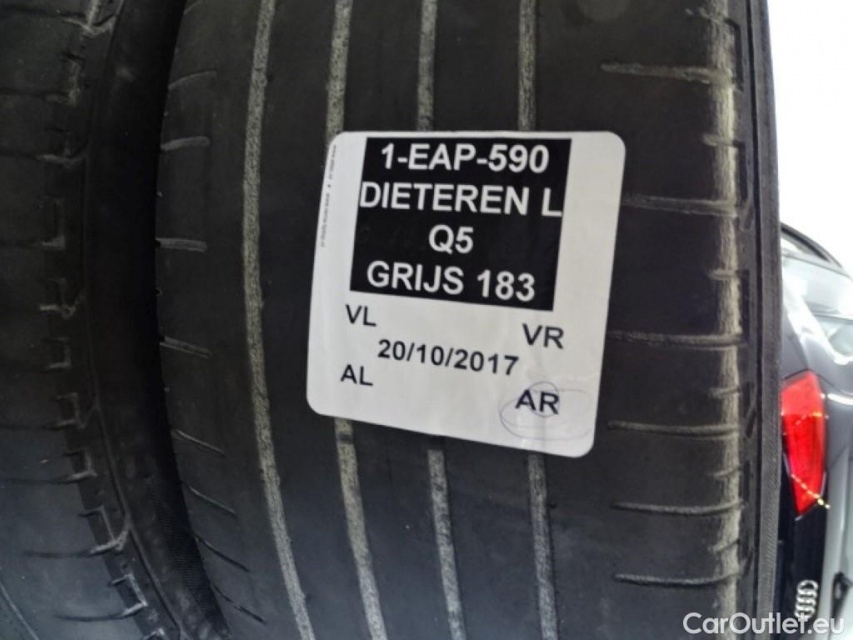 1-EAP-590
DIETEREN L
Q5
GRIJS 183
VL
VR
20/10/2017
AL
AR
CarOutlet.eu